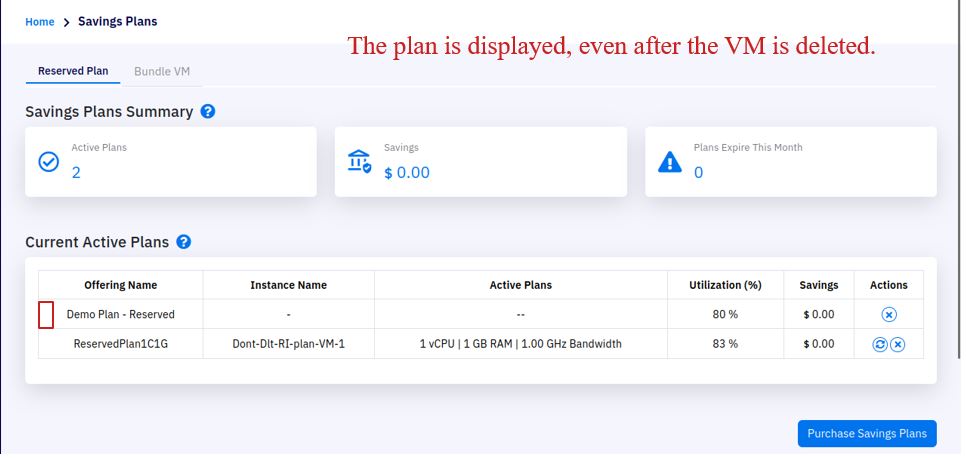 Home > Savings Plans
The plan is displayed, even after the VM is deleted.
Reserved Plan Bundle VM
Savings Plans Summary ?
Active Plans
2
Savings
$ 0.00
Plans Expire This Month
0
Current Active Plans ?
Offering Name Instance Name Active Plans Utilization (%) Savings Actions
Demo Plan - Reserved - -- 80 % $ 0.00
ReservedPlan1C1G Dont-Dlt-RI-plan-VM-1 1 vCPU | 1 GB RAM | 1.00 GHz Bandwidth 83 % $ 0.00
Purchase Savings Plans